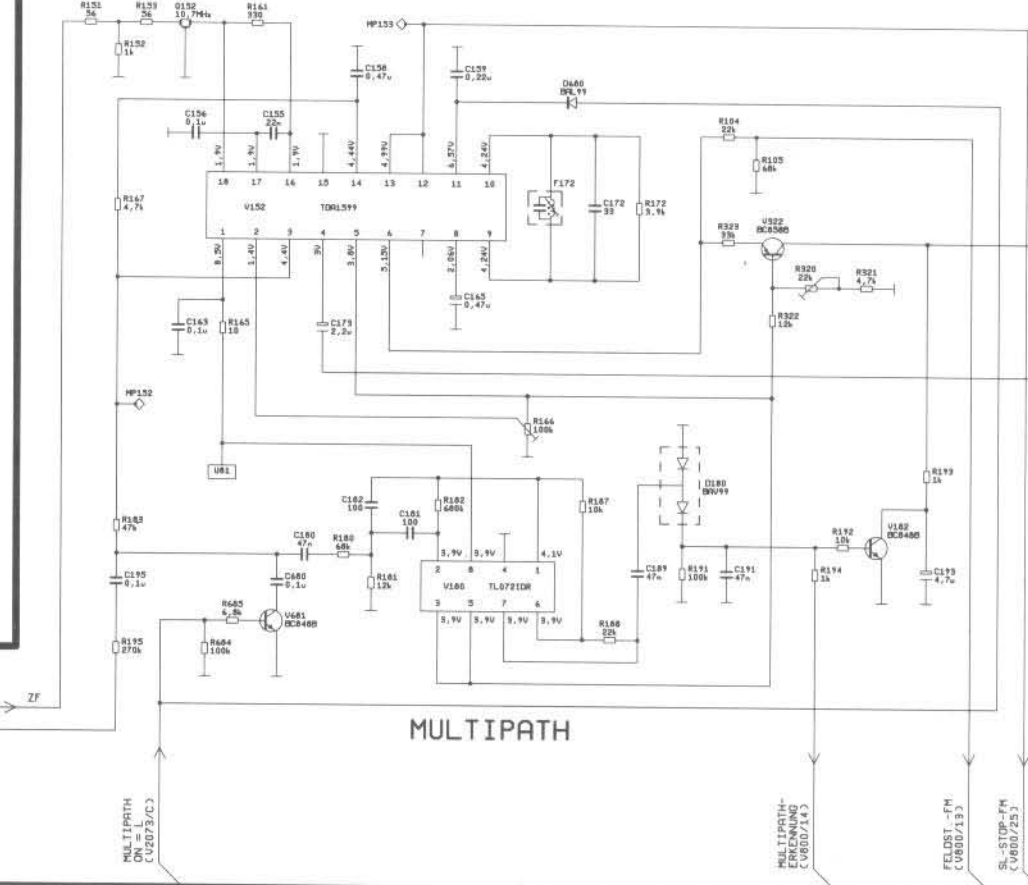 R151
56
R153
56
Q152
10,7MHz
R161
330
MP153
R152
1k
C158
0,47u
C159
0,22u
D680
BAL99
R104
22k
R105
68k
C156
0,1u
C155
22n
1,9V
1,9V
1,9V
4,44V
4,99V
6,57V
4,24V
18
17
16
15
14
13
12
11
10
V152
TDA1599
1
2
3
4
5
6
7
8
9
8,5V
1,4V
4,4V
3V
3,8V
5,15V
2,06V
4,24V
F172
C172
33
R172
3,9k
R167
4,7k
R323
33k
V322
BC858B
R320
22k
R321
4,7k
R322
12k
C163
0,1u
R165
10
C173
2,2u
C165
0,47u
MP152
R166
100k
UB1
D180
BAV99
R193
1k
C182
100
C181
100
R182
680k
R187
10k
R183
47k
C180
47n
R180
68k
R192
10k
V182
BC848B
3,9V
3,9V
4,1V
2
8
4
1
V180
TL072IDR
3
5
7
6
3,9V
3,9V
3,9V
3,9V
C195
0,1u
C680
0,1u
R181
12k
C189
47n
R191
100k
C191
47n
R194
1k
C193
4,7u
R685
6,8k
V681
BC848B
R188
22k
R195
270k
R684
100k
ZF
MULTIPATH
MULTIPATH
ON = L
(V2073/C)
MULTIPATH-
ERKENNUNG
(V800/14)
FELDST.-FM
(V800/13)
SL-STOP-FM
(V800/25)